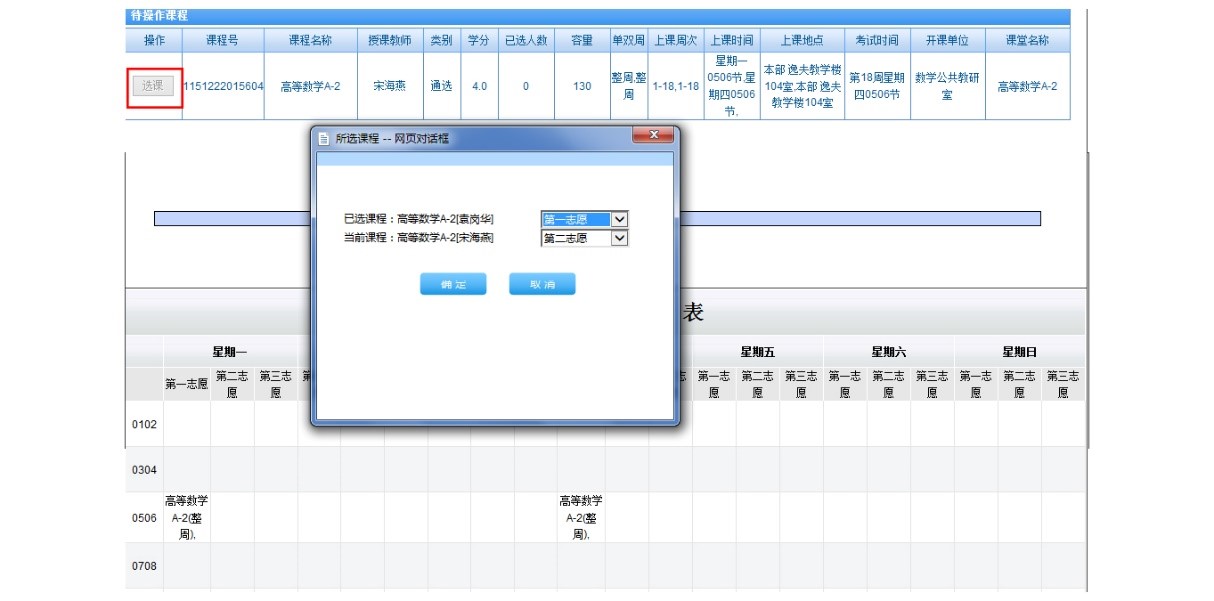 待操作课程
操作 课程号 课程名称 授课教师 类别 学分 已选人数 容量 单双周 上课周次 上课时间 上课地点 考试时间 开课单位 课堂名称
选课 1151222015604 高等数学A-2 宋海燕 通选 4.0 0 130 整周,整周 1-18,1-18 星期一0506节,星期四0506节, 本部 逸夫教学楼104室,本部 逸夫教学楼104室 第18周星期四0506节 数学公共教研室 高等数学A-2
所选课程 -- 网页对话框
已选课程：高等数学A-2[袁岗华] 第一志愿
当前课程：高等数学A-2[宋海燕] 第二志愿
确 定 取 消
表
星期一 星期五 星期六 星期日
第一志愿 第二志愿 第三志愿 第 志 第一志愿 第二志愿 第三志愿 第一志愿 第二志愿 第三志愿 第一志愿 第二志愿 第三志愿
0102
0304
0506 高等数学A-2(整周), 高等数学A-2(整周),
0708